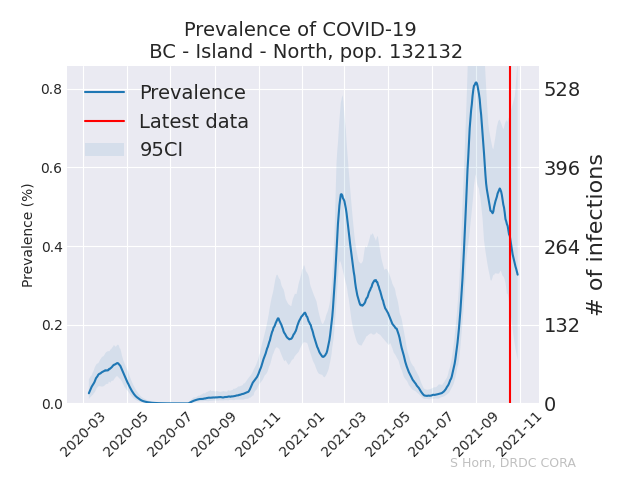 Prevalence of COVID-19
BC - Island - North, pop. 132132
Prevalence
Latest data
95CI
Prevalence (%)
0.8
0.6
0.4
0.2
0.0
528
396
264
132
0
# of infections
2020-03
2020-05
2020-07
2020-09
2020-11
2021-01
2021-03
2021-05
2021-07
2021-09
2021-11
S Horn, DRDC CORA